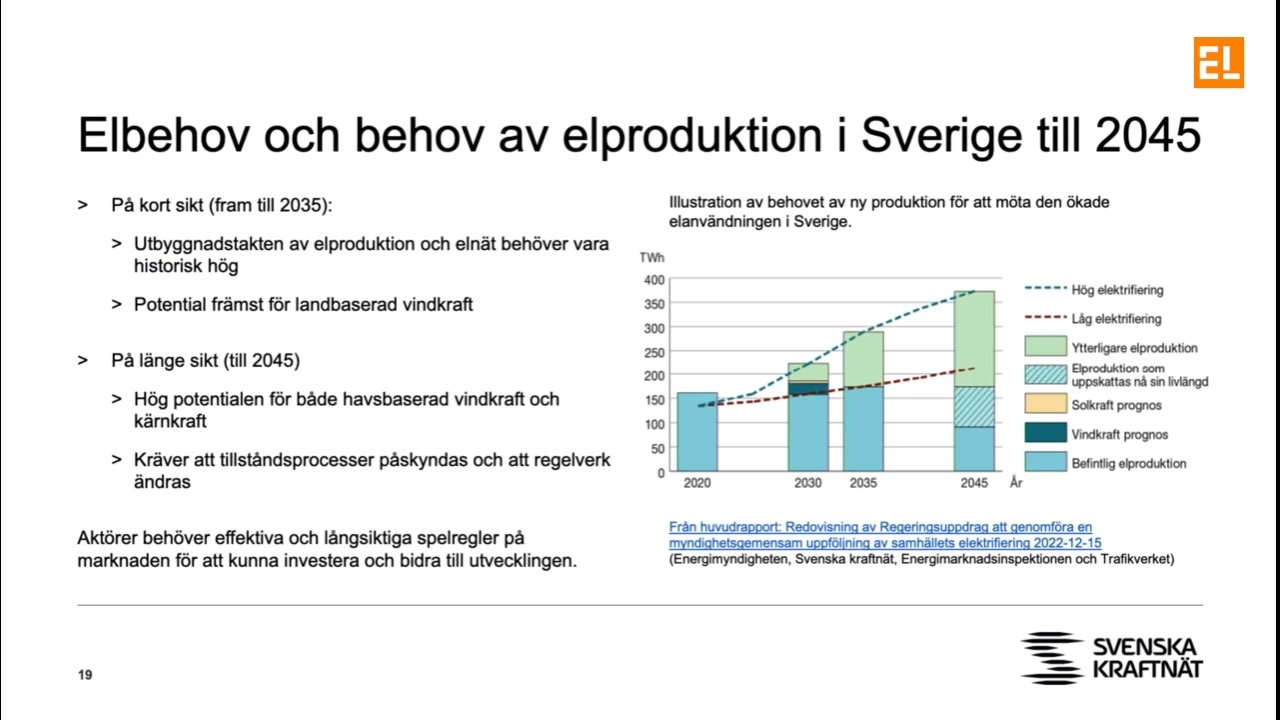 EL
Elbehov och behov av elproduktion i Sverige till 2045
> På kort sikt (fram till 2035):
> Utbyggnadstakten av elproduktion och elnät behöver vara
historisk hög
> Potential främst för landbaserad vindkraft
> På länge sikt (till 2045)
> Hög potentialen för både havsbaserad vindkraft och
kärnkraft
> Kräver att tillståndsprocesser påskyndas och att regelverk
ändras
Aktörer behöver effektiva och långsiktiga spelregler på
marknaden för att kunna investera och bidra till utvecklingen.
Illustration av behovet av ny produktion för att möta den ökade
elanvändningen i Sverige.
TWh
400
350
300
250
200
150
100
50
0
2020 2030 2035 2045 År
Hög elektrifiering
Låg elektrifiering
Ytterligare elproduktion
Elproduktion som
uppskattas nå sin livlängd
Solkraft prognos
Vindkraft prognos
Befintlig elproduktion
Från huvudrapport: Redovisning av Regeringsuppdrag att genomföra en
myndighetsgemensam uppföljning av samhällets elektrifiering 2022-12-15
(Energimyndigheten, Svenska kraftnät, Energimarknadsinspektionen och Trafikverket)
19
SVENSKA
KRAFTNÄT